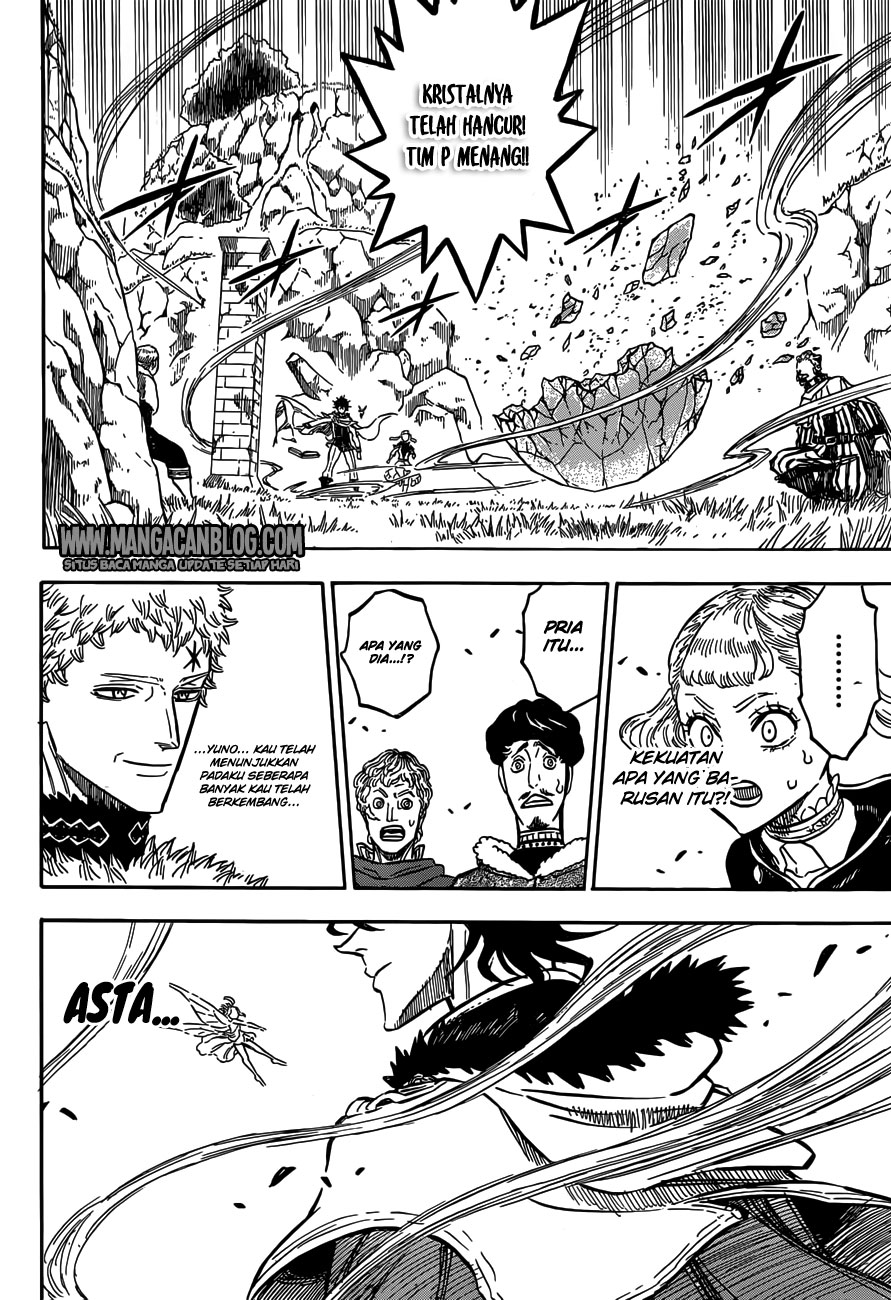 KRISTALNYA
TELAH HANCUR!
TIM P MENANG!!
WWW.MANGACANBLOG.COM
SITUS BACA MANGA UPDATE SETIAP HARI
.........
KEKUATAN
APA YANG BA-
RUSAN ITU?!
PRIA
ITU...
APA YANG
DIA...!?
...YUNO... KAU TELAH
MENUNJUKKAN
PADAKU SEBERAPA
BANYAK KAU TELAH
BERKEMBANG...
ASTA...